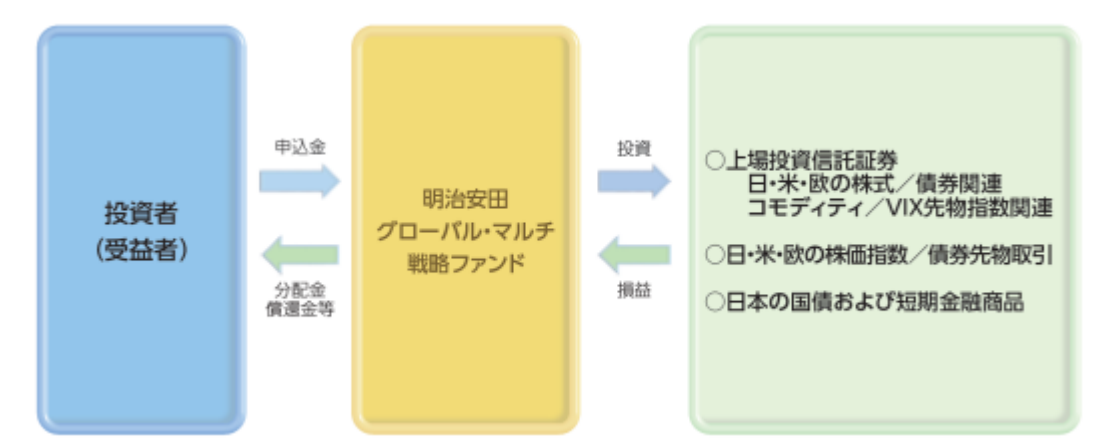 投資者
(受益者)
申込金
分配金
償還金等
明治安田
グローバル・マルチ
戦略ファンド
投資
損益
○上場投資信託証券
日・米・欧の株式／債券関連
コモディティ／VIX先物指数関連
○日・米・欧の株価指数／債券先物取引
○日本の国債および短期金融商品